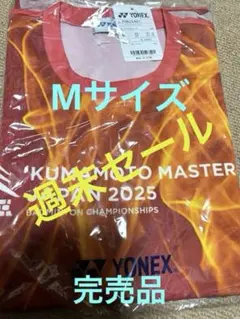 YONEX
Mサイズ
週末セール
KUMAMOTO MASTER
PAN 2025
BADMINTON CHAMPIONSHIPS
YONEX
完売品